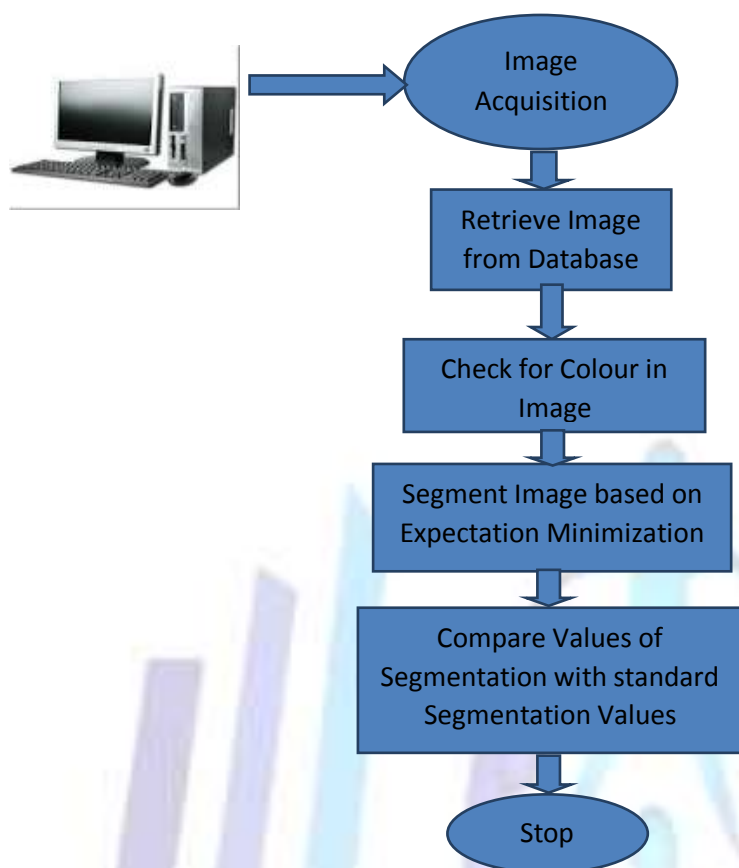 Image
Acquisition
Retrieve Image
from Database
Check for Colour in
Image
Segment Image based on
Expectation Minimization
Compare Values of
Segmentation with standard
Segmentation Values
Stop